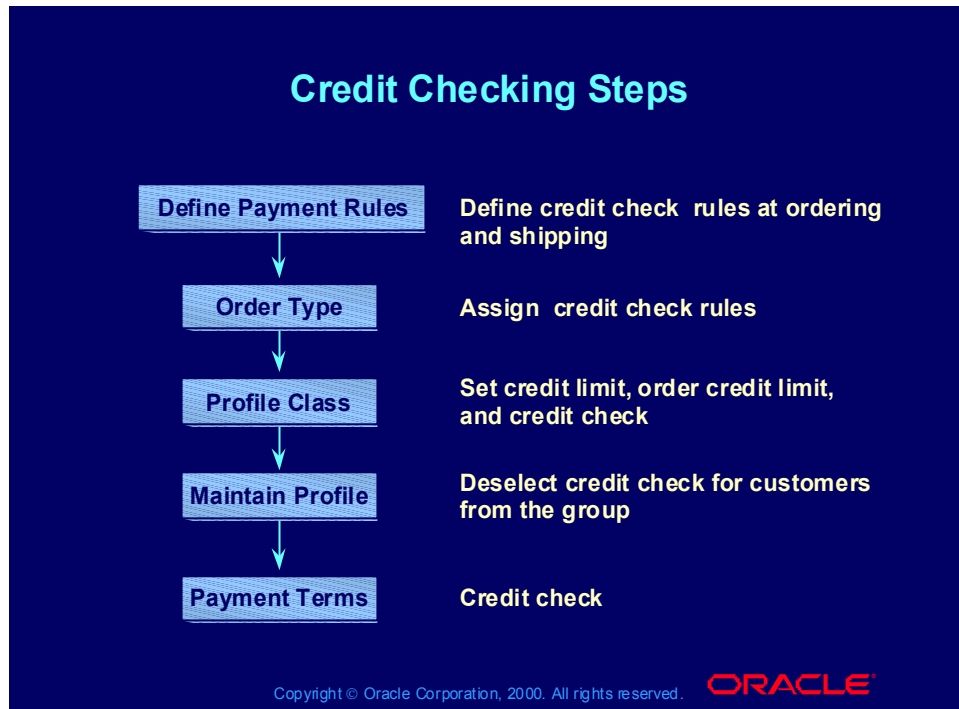 Credit Checking Steps
Define Payment Rules
Define credit check rules at ordering
and shipping
Order Type
Assign credit check rules
Profile Class
Set credit limit, order credit limit,
and credit check
Maintain Profile
Deselect credit check for customers
from the group
Payment Terms
Credit check
Copyright © Oracle Corporation, 2000. All rights reserved.
ORACLE®